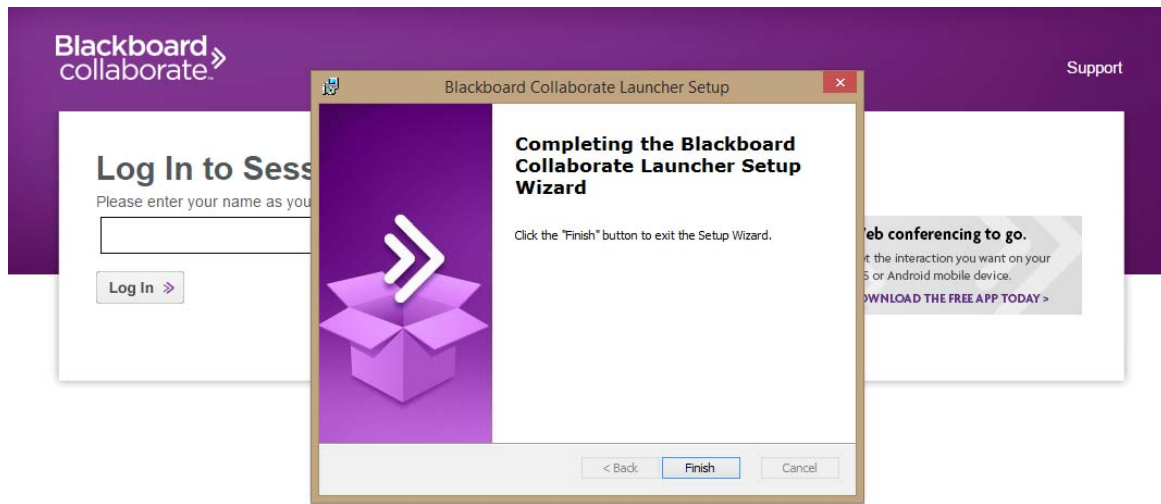 Blackboard
collaborate™
Support
Blackboard Collaborate Launcher Setup
Log In to Sess
Please enter your name as you
Log In
Completing the Blackboard
Collaborate Launcher Setup
Wizard
Click the "Finish" button to exit the Setup Wizard.
eb conferencing to go.
t the interaction you want on your
S or Android mobile device.
OWNLOAD THE FREE APP TODAY >
< Back
Finish
Cancel